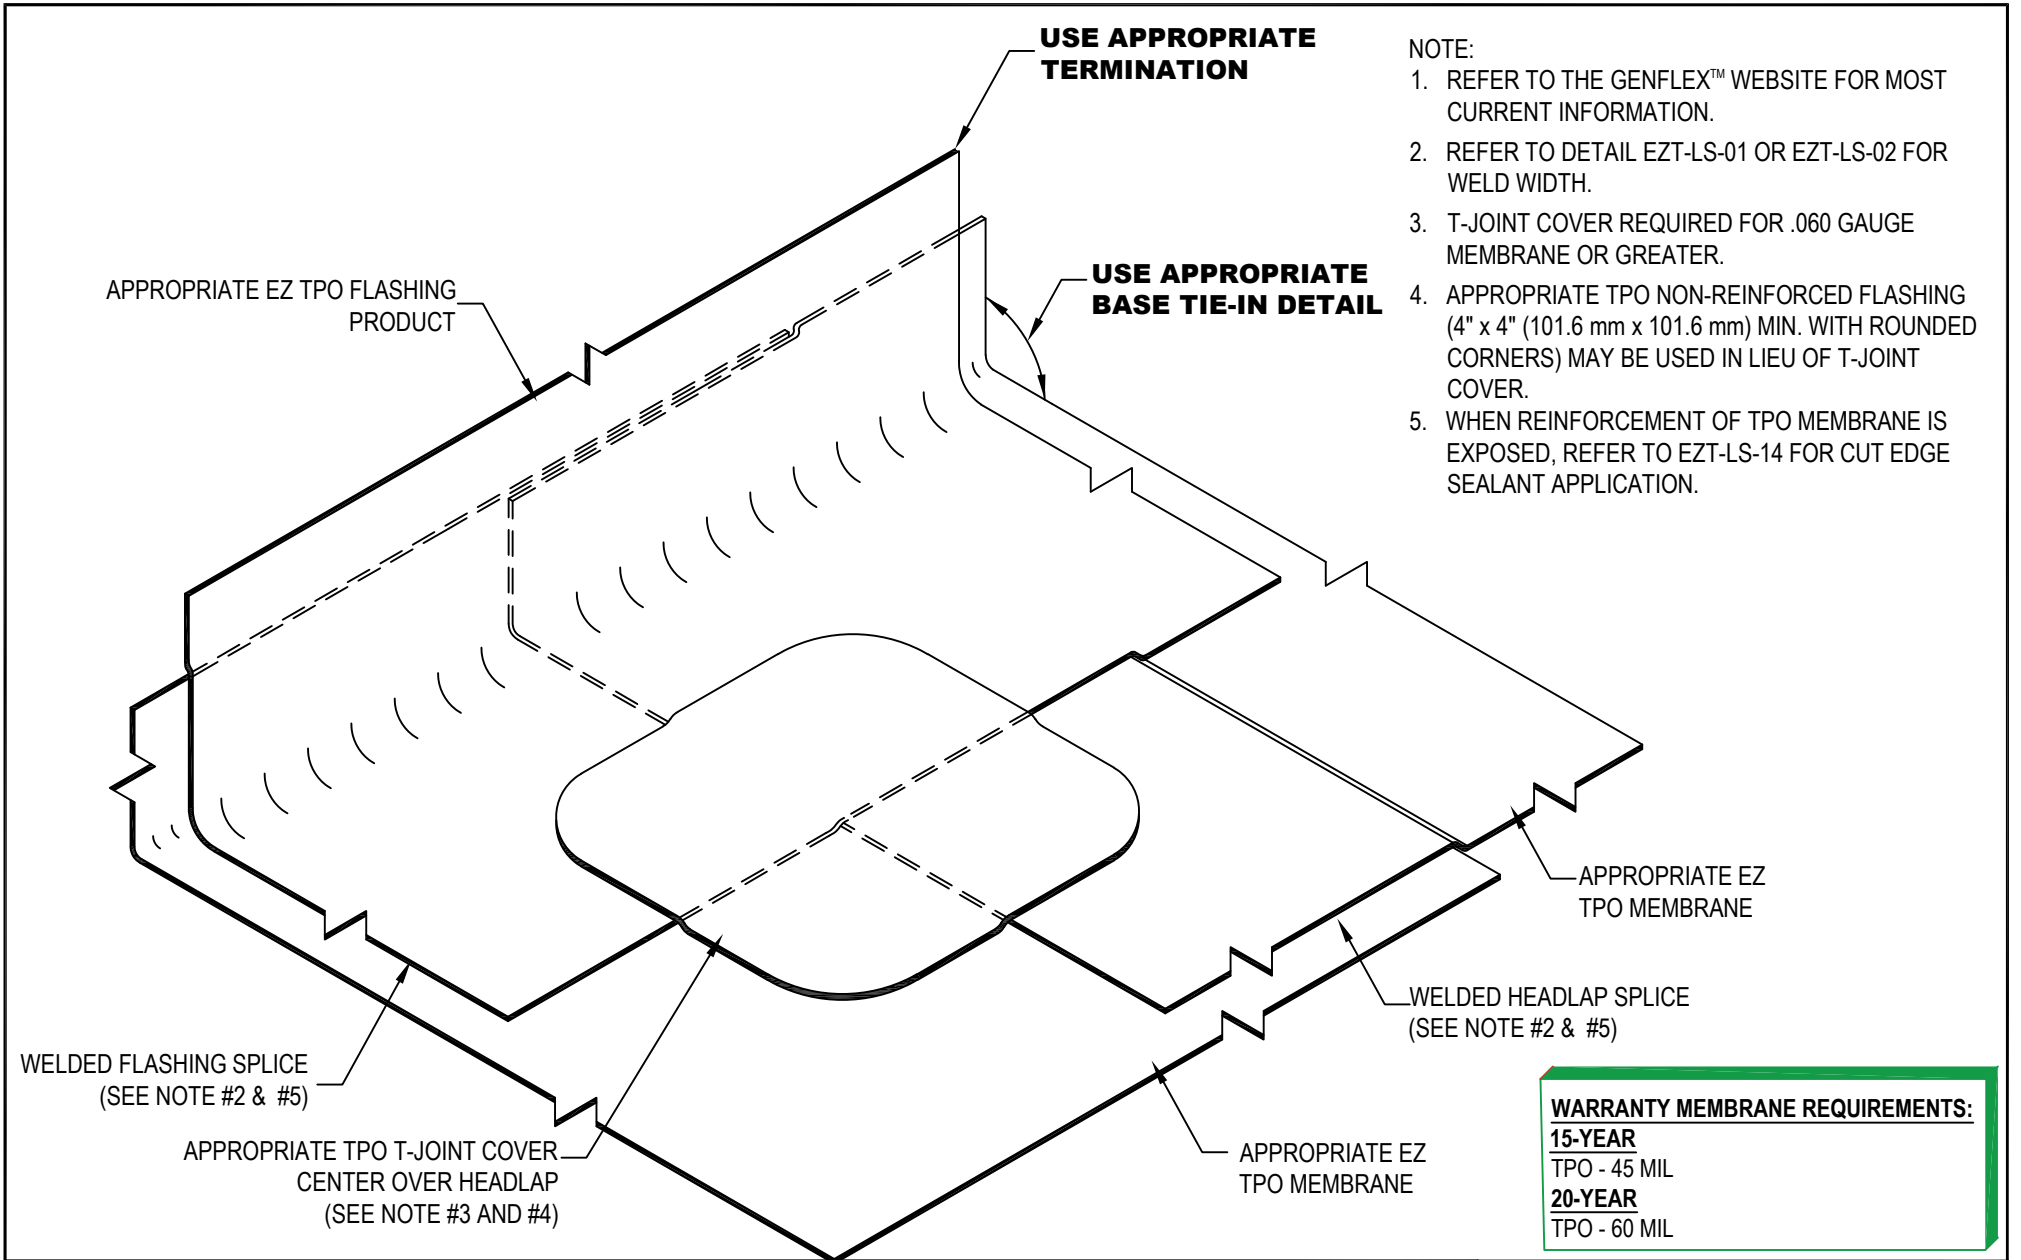 USE APPROPRIATE
TERMINATION
NOTE:
1. REFER TO THE GENFLEX™ WEBSITE FOR MOST
CURRENT INFORMATION.
2. REFER TO DETAIL EZT-LS-01 OR EZT-LS-02 FOR
WELD WIDTH.
3. T-JOINT COVER REQUIRED FOR .060 GAUGE
MEMBRANE OR GREATER.
4. APPROPRIATE TPO NON-REINFORCED FLASHING
(4" x 4" (101.6 mm x 101.6 mm) MIN. WITH ROUNDED
CORNERS) MAY BE USED IN LIEU OF T-JOINT
COVER.
5. WHEN REINFORCEMENT OF TPO MEMBRANE IS
EXPOSED, REFER TO EZT-LS-14 FOR CUT EDGE
SEALANT APPLICATION.
APPROPRIATE EZ TPO FLASHING
PRODUCT
USE APPROPRIATE
BASE TIE-IN DETAIL
APPROPRIATE EZ
TPO MEMBRANE
WELDED HEADLAP SPLICE
(SEE NOTE #2 & #5)
WELDED FLASHING SPLICE
(SEE NOTE #2 & #5)
APPROPRIATE TPO T-JOINT COVER
CENTER OVER HEADLAP
(SEE NOTE #3 AND #4)
APPROPRIATE EZ
TPO MEMBRANE
WARRANTY MEMBRANE REQUIREMENTS:
15-YEAR
TPO - 45 MIL
20-YEAR
TPO - 60 MIL